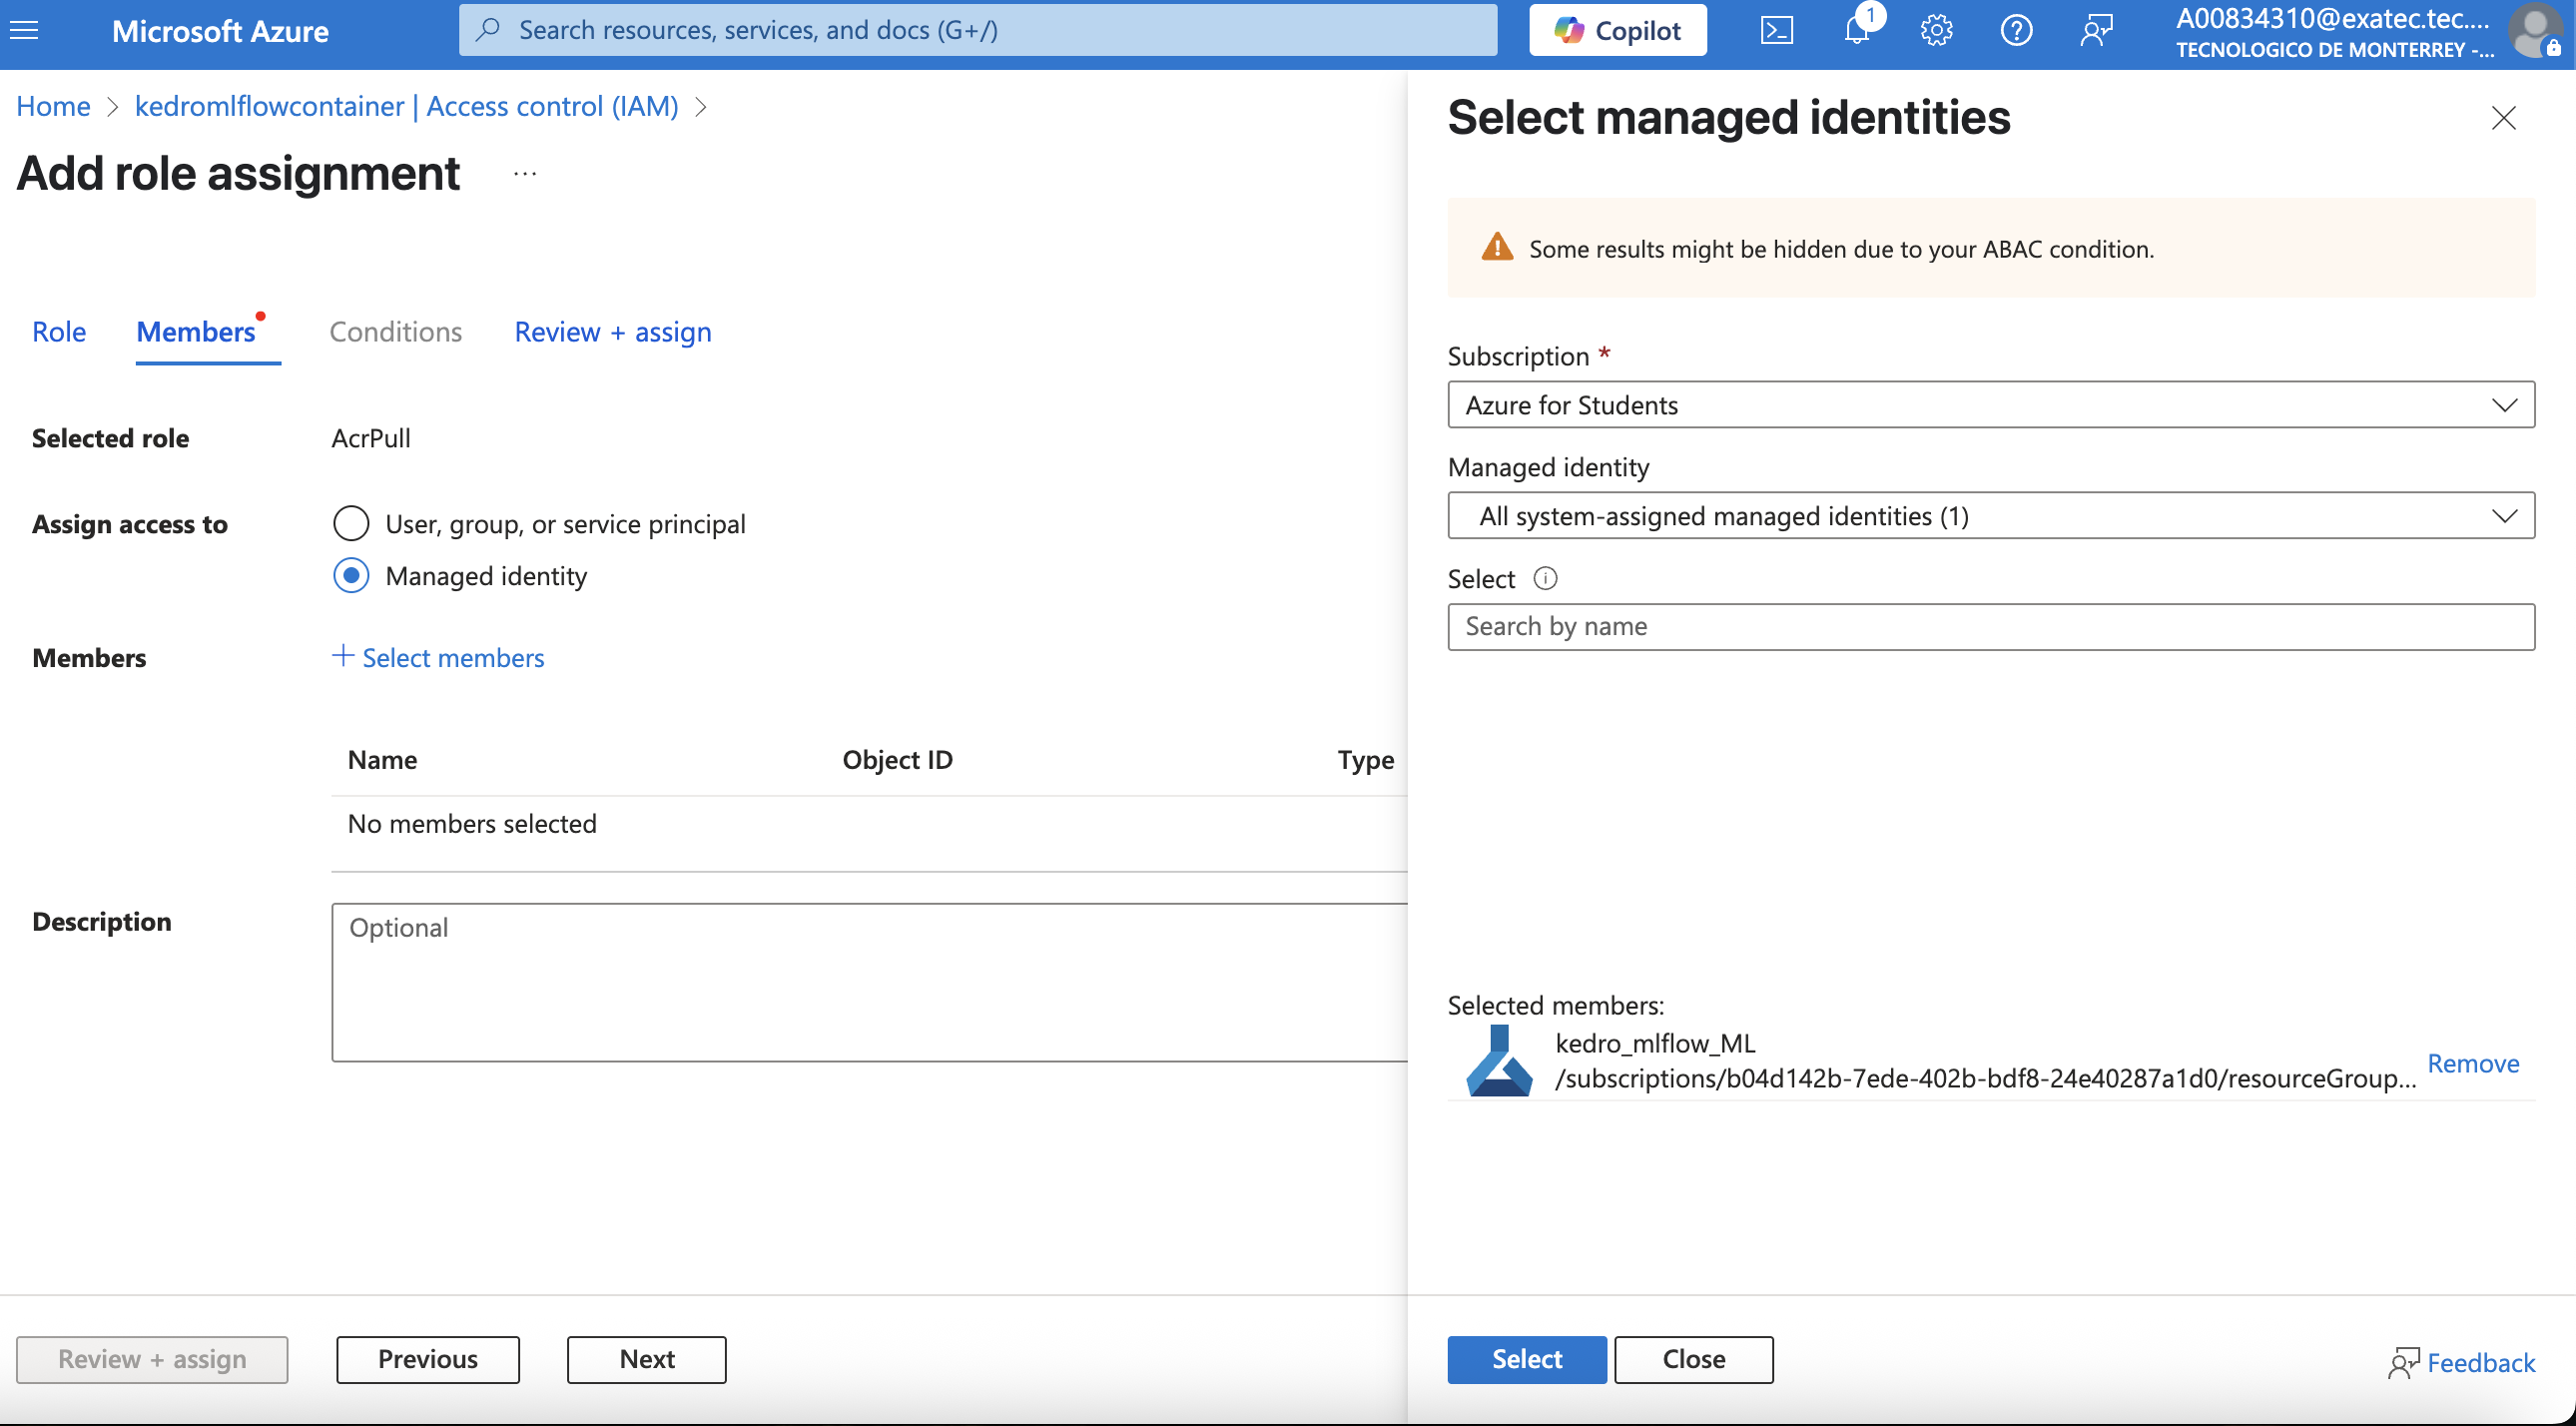 Microsoft Azure
Search resources, services, and docs (G+/)
Copilot
1
A00834310@exatec.tec....
TECNOLOGICO DE MONTERREY -...
Home > kedromlflowcontainer | Access control (IAM) >
Add role assignment ...
Role
Members
Conditions
Review + assign
Selected role
AcrPull
Assign access to
User, group, or service principal
Managed identity
Members
+ Select members
Name
Object ID
Type
No members selected
Description
Optional
Review + assign
Previous
Next
Select managed identities
Some results might be hidden due to your ABAC condition.
Subscription *
Azure for Students
Managed identity
All system-assigned managed identities (1)
Select
Search by name
Selected members:
kedro_mlflow_ML
/subscriptions/b04d142b-7ede-402b-bdf8-24e40287a1d0/resourceGroup...
Remove
Select
Close
Feedback